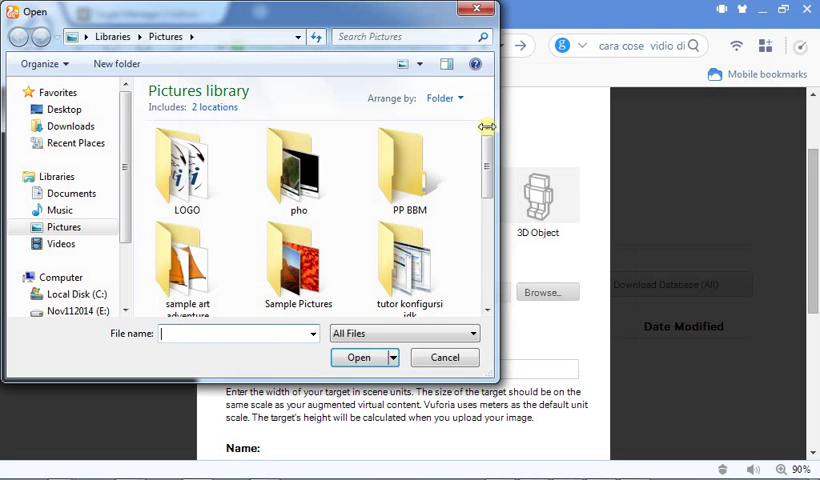 Open
Libraries
Pictures
Search Pictures
cara cose vidio di
Organize
New folder
Mobile bookmarks
Pictures library
Includes: 2 locations
Arrange by: Folder
Favorites
Desktop
Downloads
Recent Places
Libraries
Documents
Music
Pictures
Videos
Computer
Local Disk (C:)
Nov112014 (E:)
LOGO
pho
PP BBM
sample art
adventure
Sample Pictures
tutor konfigursi
jdk
3D Object
Browse...
Download Database (All)
Date Modified
File name:
All Files
Open
Cancel
Enter the width of your target in scene units. The size of the target should be on the
same scale as your augmented virtual content. Vuforia uses meters as the default unit
scale. The target's height will be calculated when you upload your image.
Name:
90%